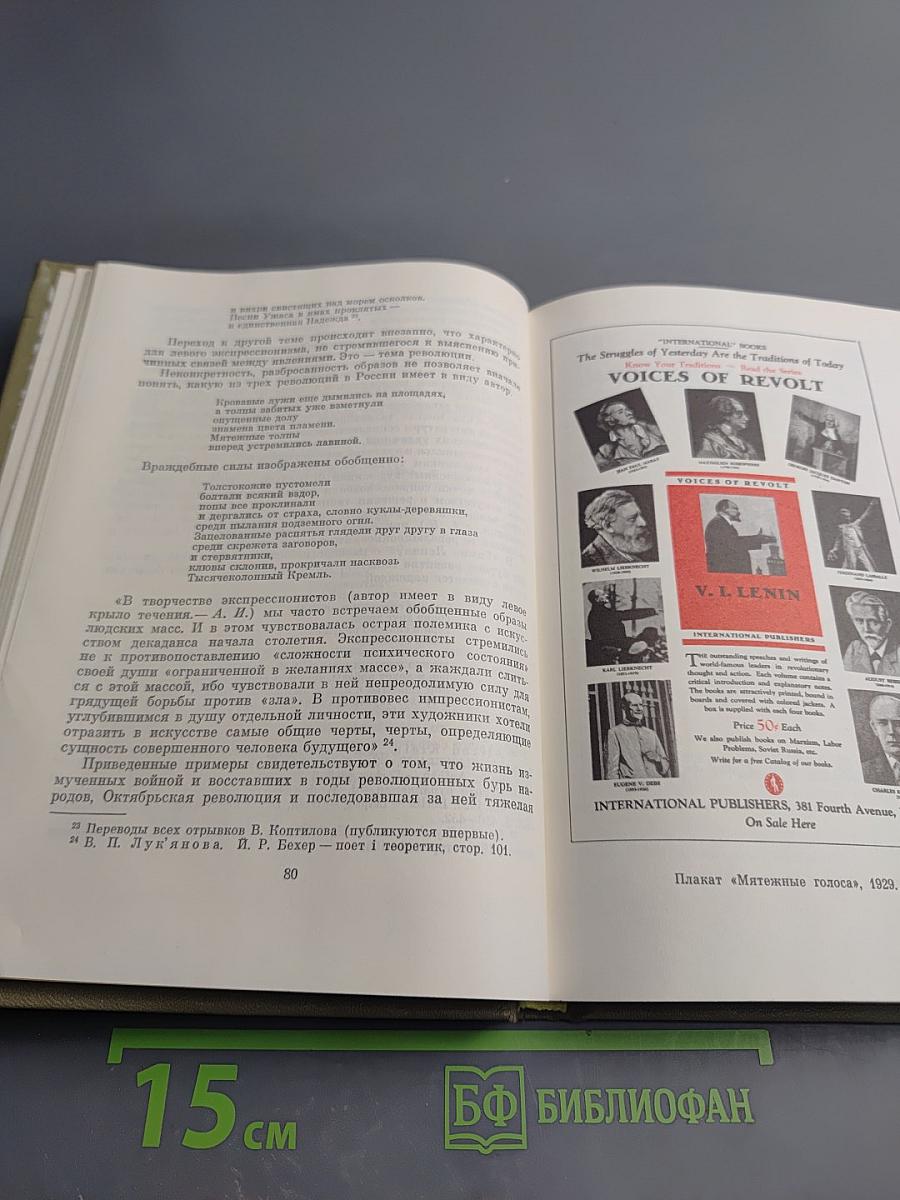 в вихре свистящих над морем осколков.
Песни Ужаса в ямах проклятых —
и единственная Надежда 23.
Переход к другой теме происходит внезапно, что характерно
для левого экспрессионизма, не стремившегося к выяснению при-
чинных связей между явлениями. Это — тема революции.
Неконкретность, разбросанность образов не позволяет вначале
понять, какую из трех революций в России имеет в виду автор.
Кровавые лужи еще дымились на площадях,
а толпы забитых уже взметнули
опущенные долу
знамена цвета пламени.
Мятежные толпы
вперед устремились лавиной.
Враждебные силы изображены обобщенно:
Толстокожие пустомели
болтали всякий вздор,
попы все проклинали
и дергались от страха, словно куклы-деревяшки,
среди пылания подземного огня.
Зацелованные распятья глядели друг другу в глаза
среди скрежета заговоров,
и стервятники,
клювы склонив, прокричали насквозь
Тысячеколонный Кремль.
«В творчестве экспрессионистов (автор имеет в виду левое
крыло течения.— А. И.) мы часто встречаем обобщенные образы
людских масс. И в этом чувствовалась острая полемика с искус-
ством декаданса начала столетия. Экспрессионисты стремились
не к противопоставлению «сложности психического состояния»
своей души «ограниченной в желаниях массе», а жаждали слить-
ся с этой массой, ибо чувствовали в ней непреодолимую силу для
грядущей борьбы против «зла». В противовес импрессионистам,
углубившимся в душу отдельной личности, эти художники хотели
отразить в искусстве самые общие черты, черты, определяющие
сущность совершенного человека будущего» 24.
Приведенные примеры свидетельствуют о том, что жизнь из-
мученных войной и восставших в годы революционных бурь на-
родов, Октябрьская революция и последовавшая за ней тяжелая
23 Переводы всех отрывков В. Коптилова (публикуются впервые).
24 В. П. Лук'янова. Й. Р. Бехер — поет і теоретик, стор. 101.
80
"INTERNATIONAL" BOOKS
The Struggles of Yesterday Are the Traditions of Today
Know Your Traditions — Read the Series
VOICES OF REVOLT
JEAN PAUL MARAT
MAXIMILIEN ROBESPIERRE
VOICES OF REVOLT
WILHELM LIEBKNECHT
FERDINAND LASSALLE
V. I. LENIN
INTERNATIONAL PUBLISHERS
KARL LIEBKNECHT
AUGUST
THE outstanding speeches and writings of
world-famous leaders in revolutionary
thought and action. Each volume contains a
critical introduction and explanatory notes.
The books are attractively printed, bound in
boards and covered with colored jackets. A
box is supplied with each four books.
Price 50¢ Each
We also publish books on Marxism, Labor
Problems, Soviet Russia, etc.
Write for a free Catalog of our books.
EUGENE V. DEBS
CHARLES
INTERNATIONAL PUBLISHERS, 381 Fourth Avenue,
On Sale Here
Плакат «Мятежные голоса», 1929.
15 см
БФ БИБЛИОФАН